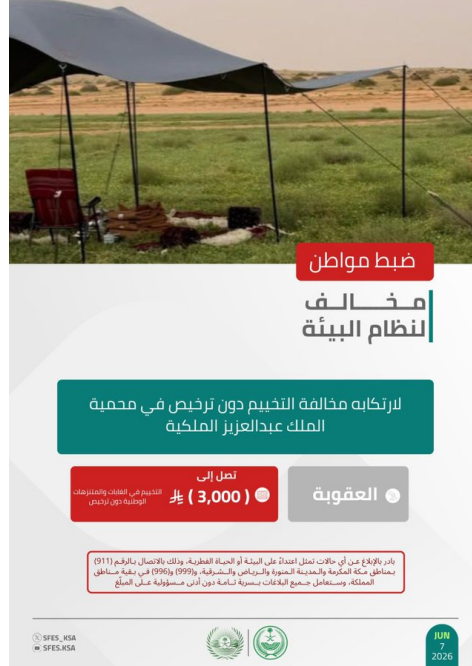 ضبط مواطن
مخالف
لنظام البيئة
لارتكابه مخالفة التخييم دون ترخيص في محمية
الملك عبدالعزيز الملكية
العقوبة
تصل إلى
( 3,000 )
التخييم في الغابات والمتنزهات
الوطنية دون ترخيص
بادر بالإبلاغ عـن أي حالات تمثل اعتداءً على البيئة أو الحياة الفطرية، وذلك بالاتصال بالرقم (911)
بمناطق مكة المكرمة والمدينة المنورة والرياض والشرقية، و(999) و(996) في بقية مناطق
المملكة، وستعامل جميع البلاغات بسرية تامة دون أدنى مسؤولية على المبلّغ
SFES_KSA
SFES.KSA
JUN
7
2026